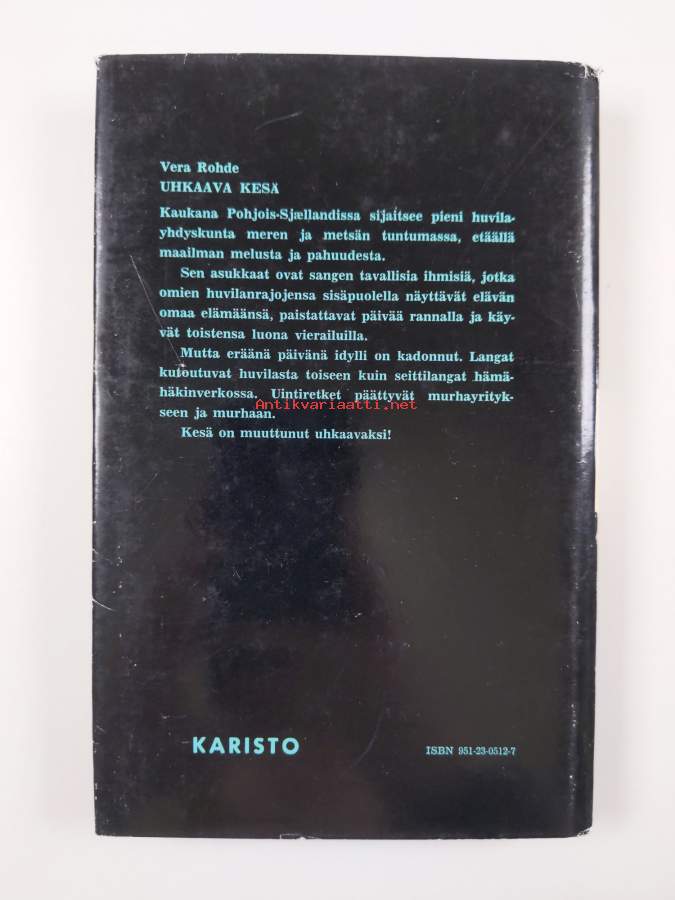 Vera Rohde
UHKAAVA KESÄ
Kaukana Pohjois-Sjællandissa sijaitsee pieni huvila-
yhdyskunta meren ja metsän tuntumassa, etäällä
maailman melusta ja pahuudesta.
Sen asukkaat ovat sangen tavallisia ihmisiä, jotka
omien huvilanrajojensa sisäpuolella näyttävät elävän
omaa elämäänsä, paistattavat päivää rannalla ja käy-
vät toistensa luona vierailuilla.
Mutta eräänä päivänä idylli on kadonnut. Langat
kutoutuvat huvilasta toiseen kuin seittilangat hämä-
häkinverkossa. Uintiretket päättyvät murhayrityk-
Antikvariaatti.net
seen ja murhaan.
Kesä on muuttunut uhkaavaksi!
KARISTO
ISBN 951-23-0512-7